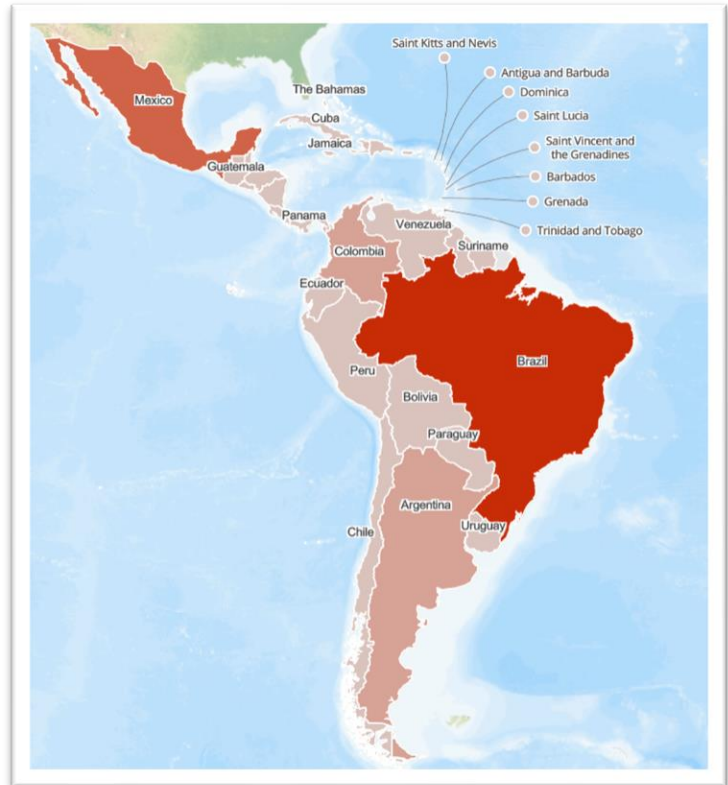 Saint Kitts and Nevis
Antigua and Barbuda
Dominica
Saint Lucia
Saint Vincent and
the Grenadines
Barbados
Grenada
Trinidad and Tobago
The Bahamas
Cuba
Jamaica
Mexico
Guatemala
Panama
Venezuela
Suriname
Colombia
Ecuador
Brazil
Peru
Bolivia
Paraguay
Argentina
Chile
Uruguay